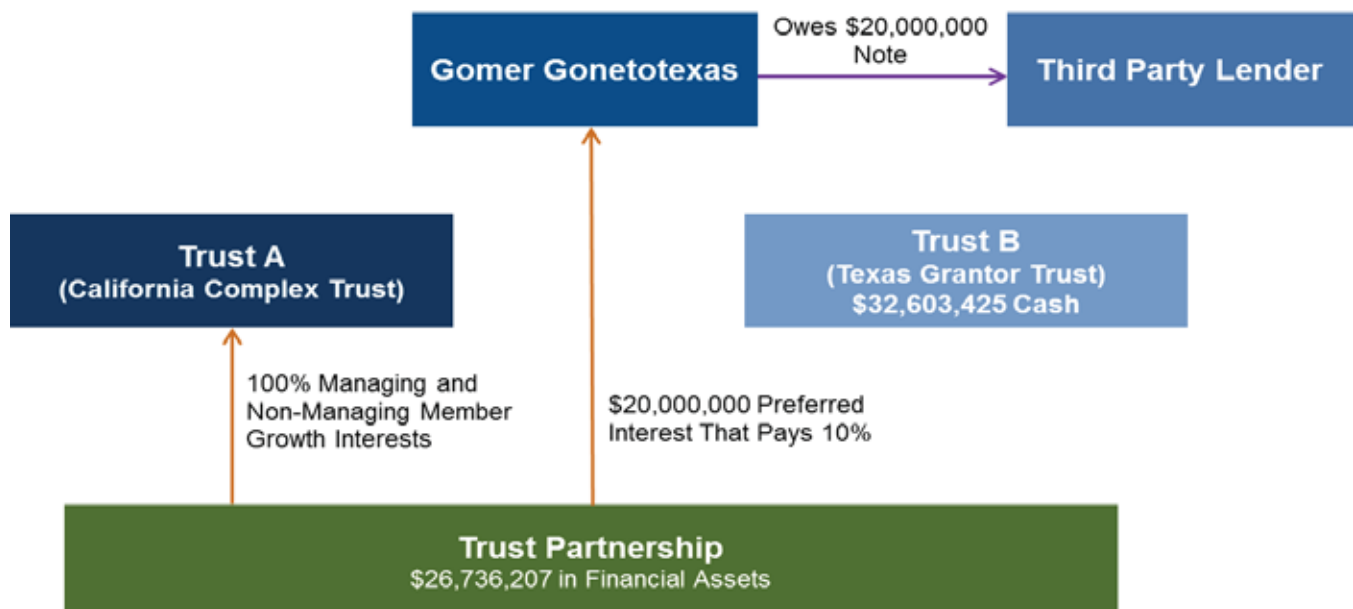 Gomer Gonetotexas
Owes $20,000,000
Note
Third Party Lender
Trust A
(California Complex Trust)
Trust B
(Texas Grantor Trust)
$32,603,425 Cash
100% Managing and
Non-Managing Member
Growth Interests
$20,000,000 Preferred
Interest That Pays 10%
Trust Partnership
$26,736,207 in Financial Assets